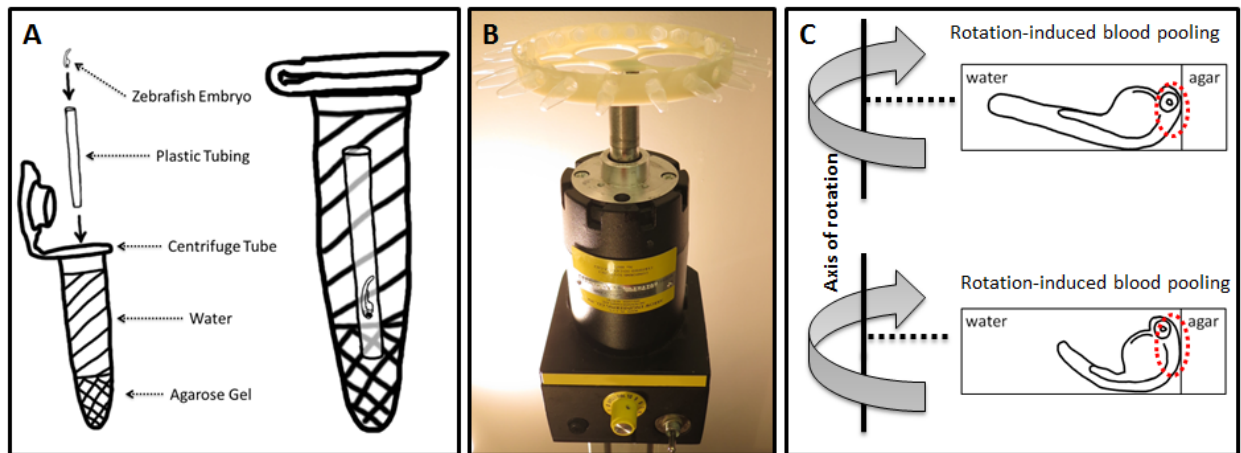 A
Zebrafish Embryo
Plastic Tubing
Centrifuge Tube
Water
Agarose Gel
B
C
Axis of rotation
Rotation-induced blood pooling
water
agar
Rotation-induced blood pooling
water
agar